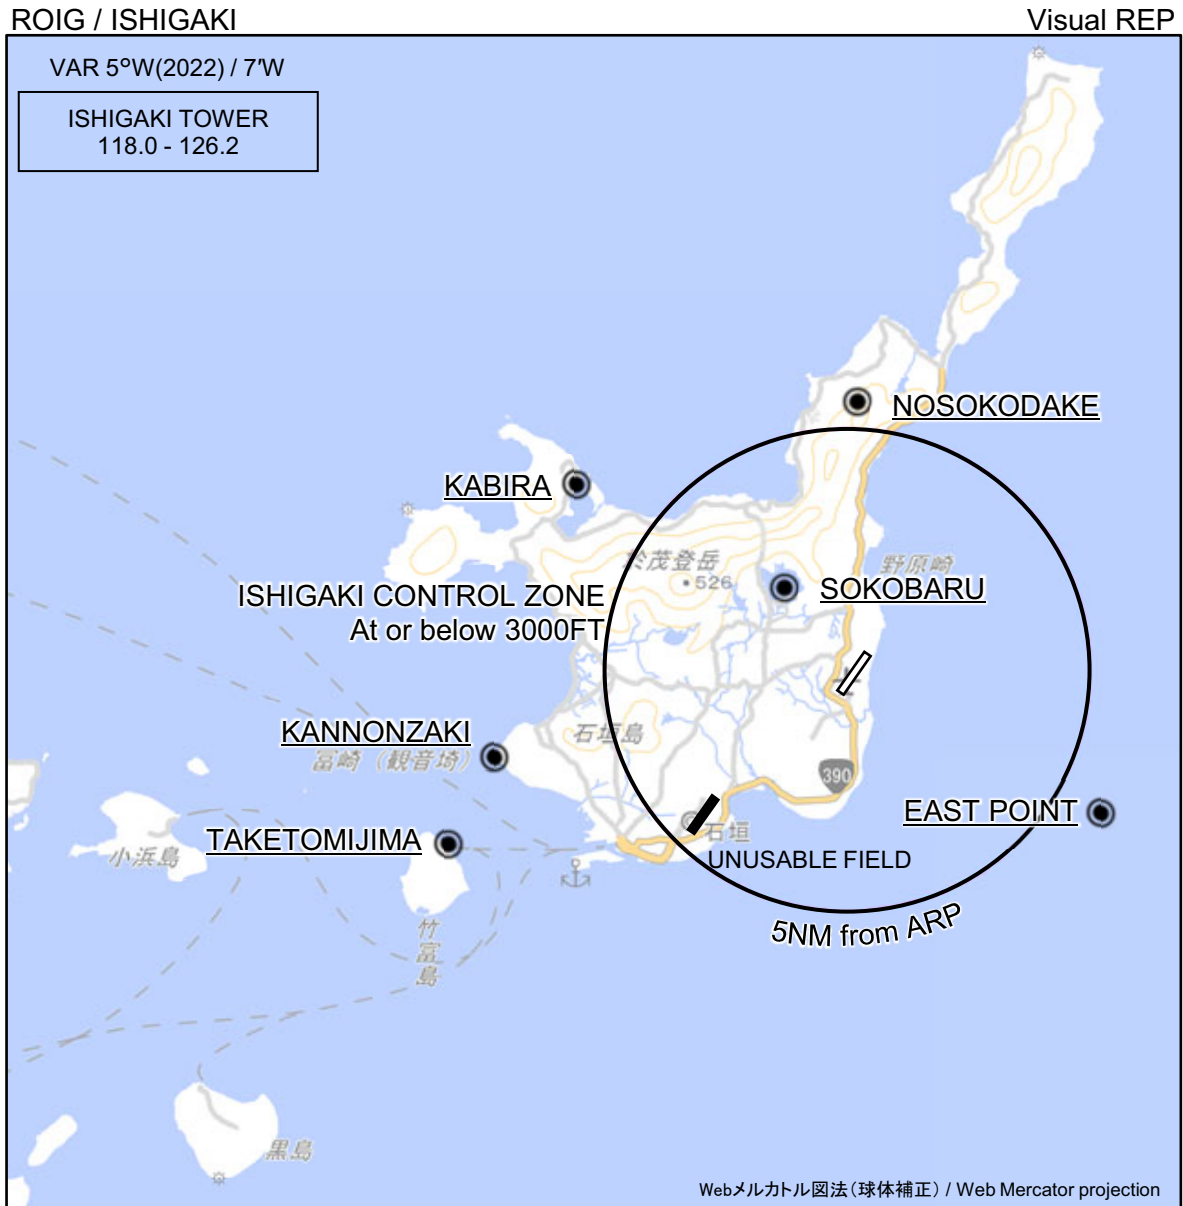 ROIG / ISHIGAKI
Visual REP
VAR 5°W(2022) / 7'W
ISHIGAKI TOWER
118.0 - 126.2
NOSOKODAKE
KABIRA
於茂登岳
・526
野原崎
SOKOBARU
ISHIGAKI CONTROL ZONE
At or below 3000FT
KANNONZAKI
石垣島
冨崎（観音埼）
390
EAST POINT
TAKETOMIJIMA
小浜島
石垣
UNUSABLE FIELD
竹富島
5NM from ARP
黒島
Webメルカトル図法（球体補正） / Web Mercator projection